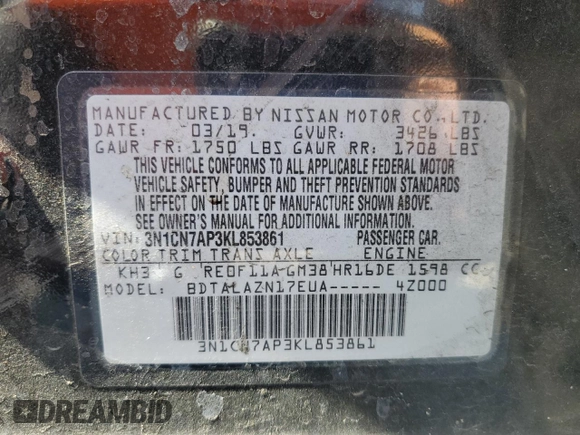 MANUFACTURED BY NISSAN MOTOR CO., LTD.
DATE: 03/19. GVWR: 3426 LBS
GAWR FR: 1750 LBS GAWR RR: 1708 LBS
THIS VEHICLE CONFORMS TO ALL APPLICABLE FEDERAL MOTOR
VEHICLE SAFETY, BUMPER AND THEFT PREVENTION STANDARDS
IN EFFECT ON THE DATE OF MANUFACTURE SHOWN ABOVE.
SEE OWNER'S MANUAL FOR ADDITIONAL INFORMATION.
VIN: 3N1CN7AP3KL853861 PASSENGER CAR.
COLOR TRIM TRANS AXLE ENGINE
KH3 G RE0F11A GM38 HR16DE 1598 CC
MODEL: BDTALAZN17EUA----- 4Z000
3N1CN7AP3KL853861
DREAMBID